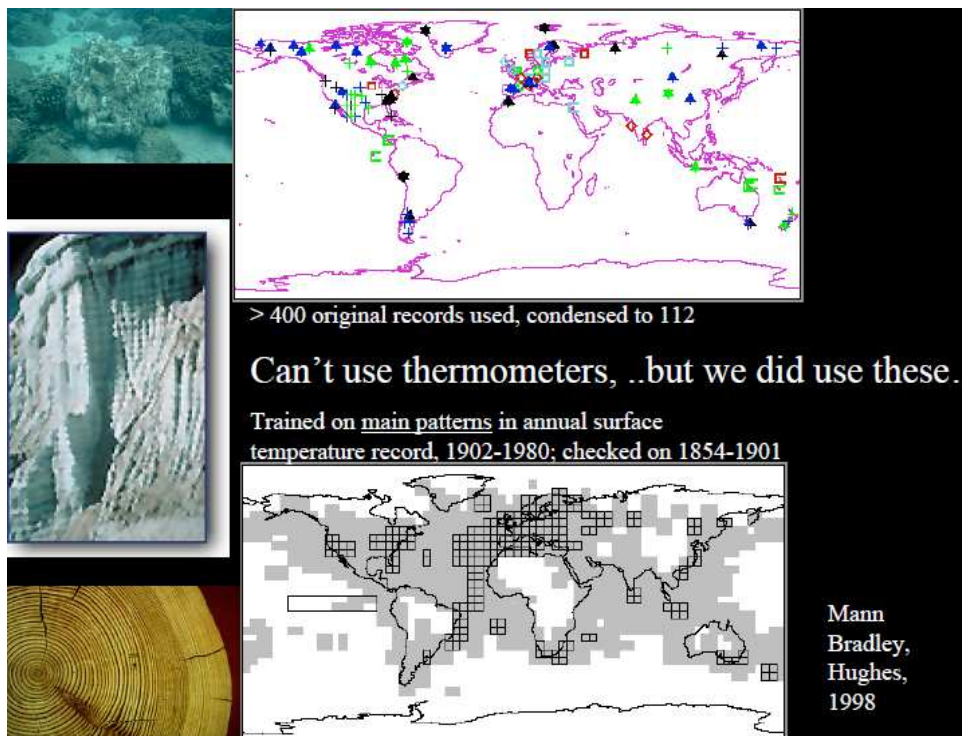 > 400 original records used, condensed to 112
Can't use thermometers, ..but we did use these.
Trained on main patterns in annual surface
temperature record, 1902-1980; checked on 1854-1901
Mann
Bradley,
Hughes,
1998